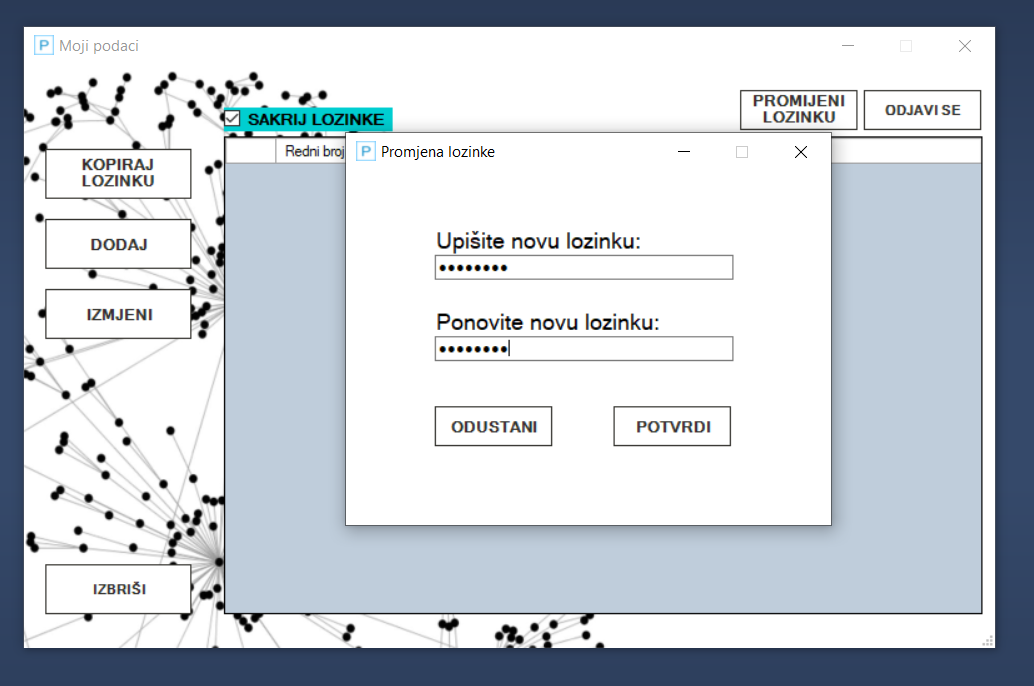 P Moji podaci
PROMIJENI
LOZINKU
ODJAVI SE
SAKRIJ LOZINKE
Redni broj
KOPIRAJ
LOZINKU
DODAJ
IZMJENI
IZBRIŠI
P Promjena lozinke
Upišite novu lozinku:
••••••••
Ponovite novu lozinku:
••••••••
ODUSTANI
POTVRDI